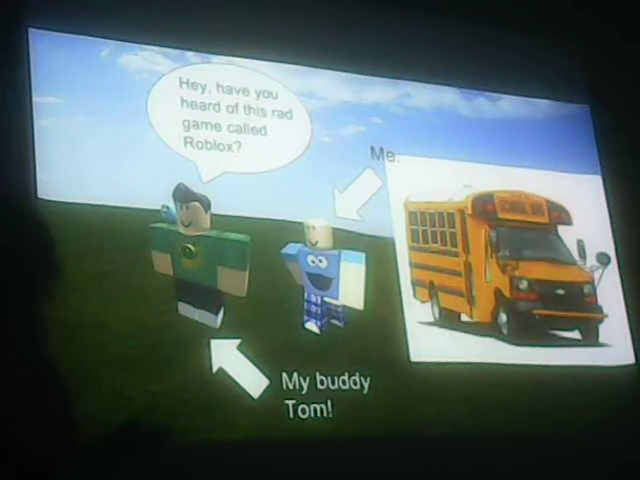 Hey, have you
heard of this rad
game called
Roblox?
Me.
My buddy
Tom!